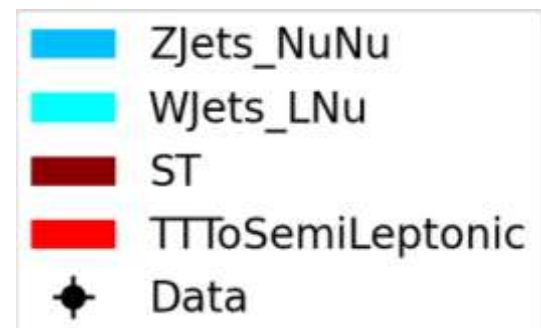 ZJets_NuNu
WJets_LNu
ST
TTToSemiLeptonic
Data